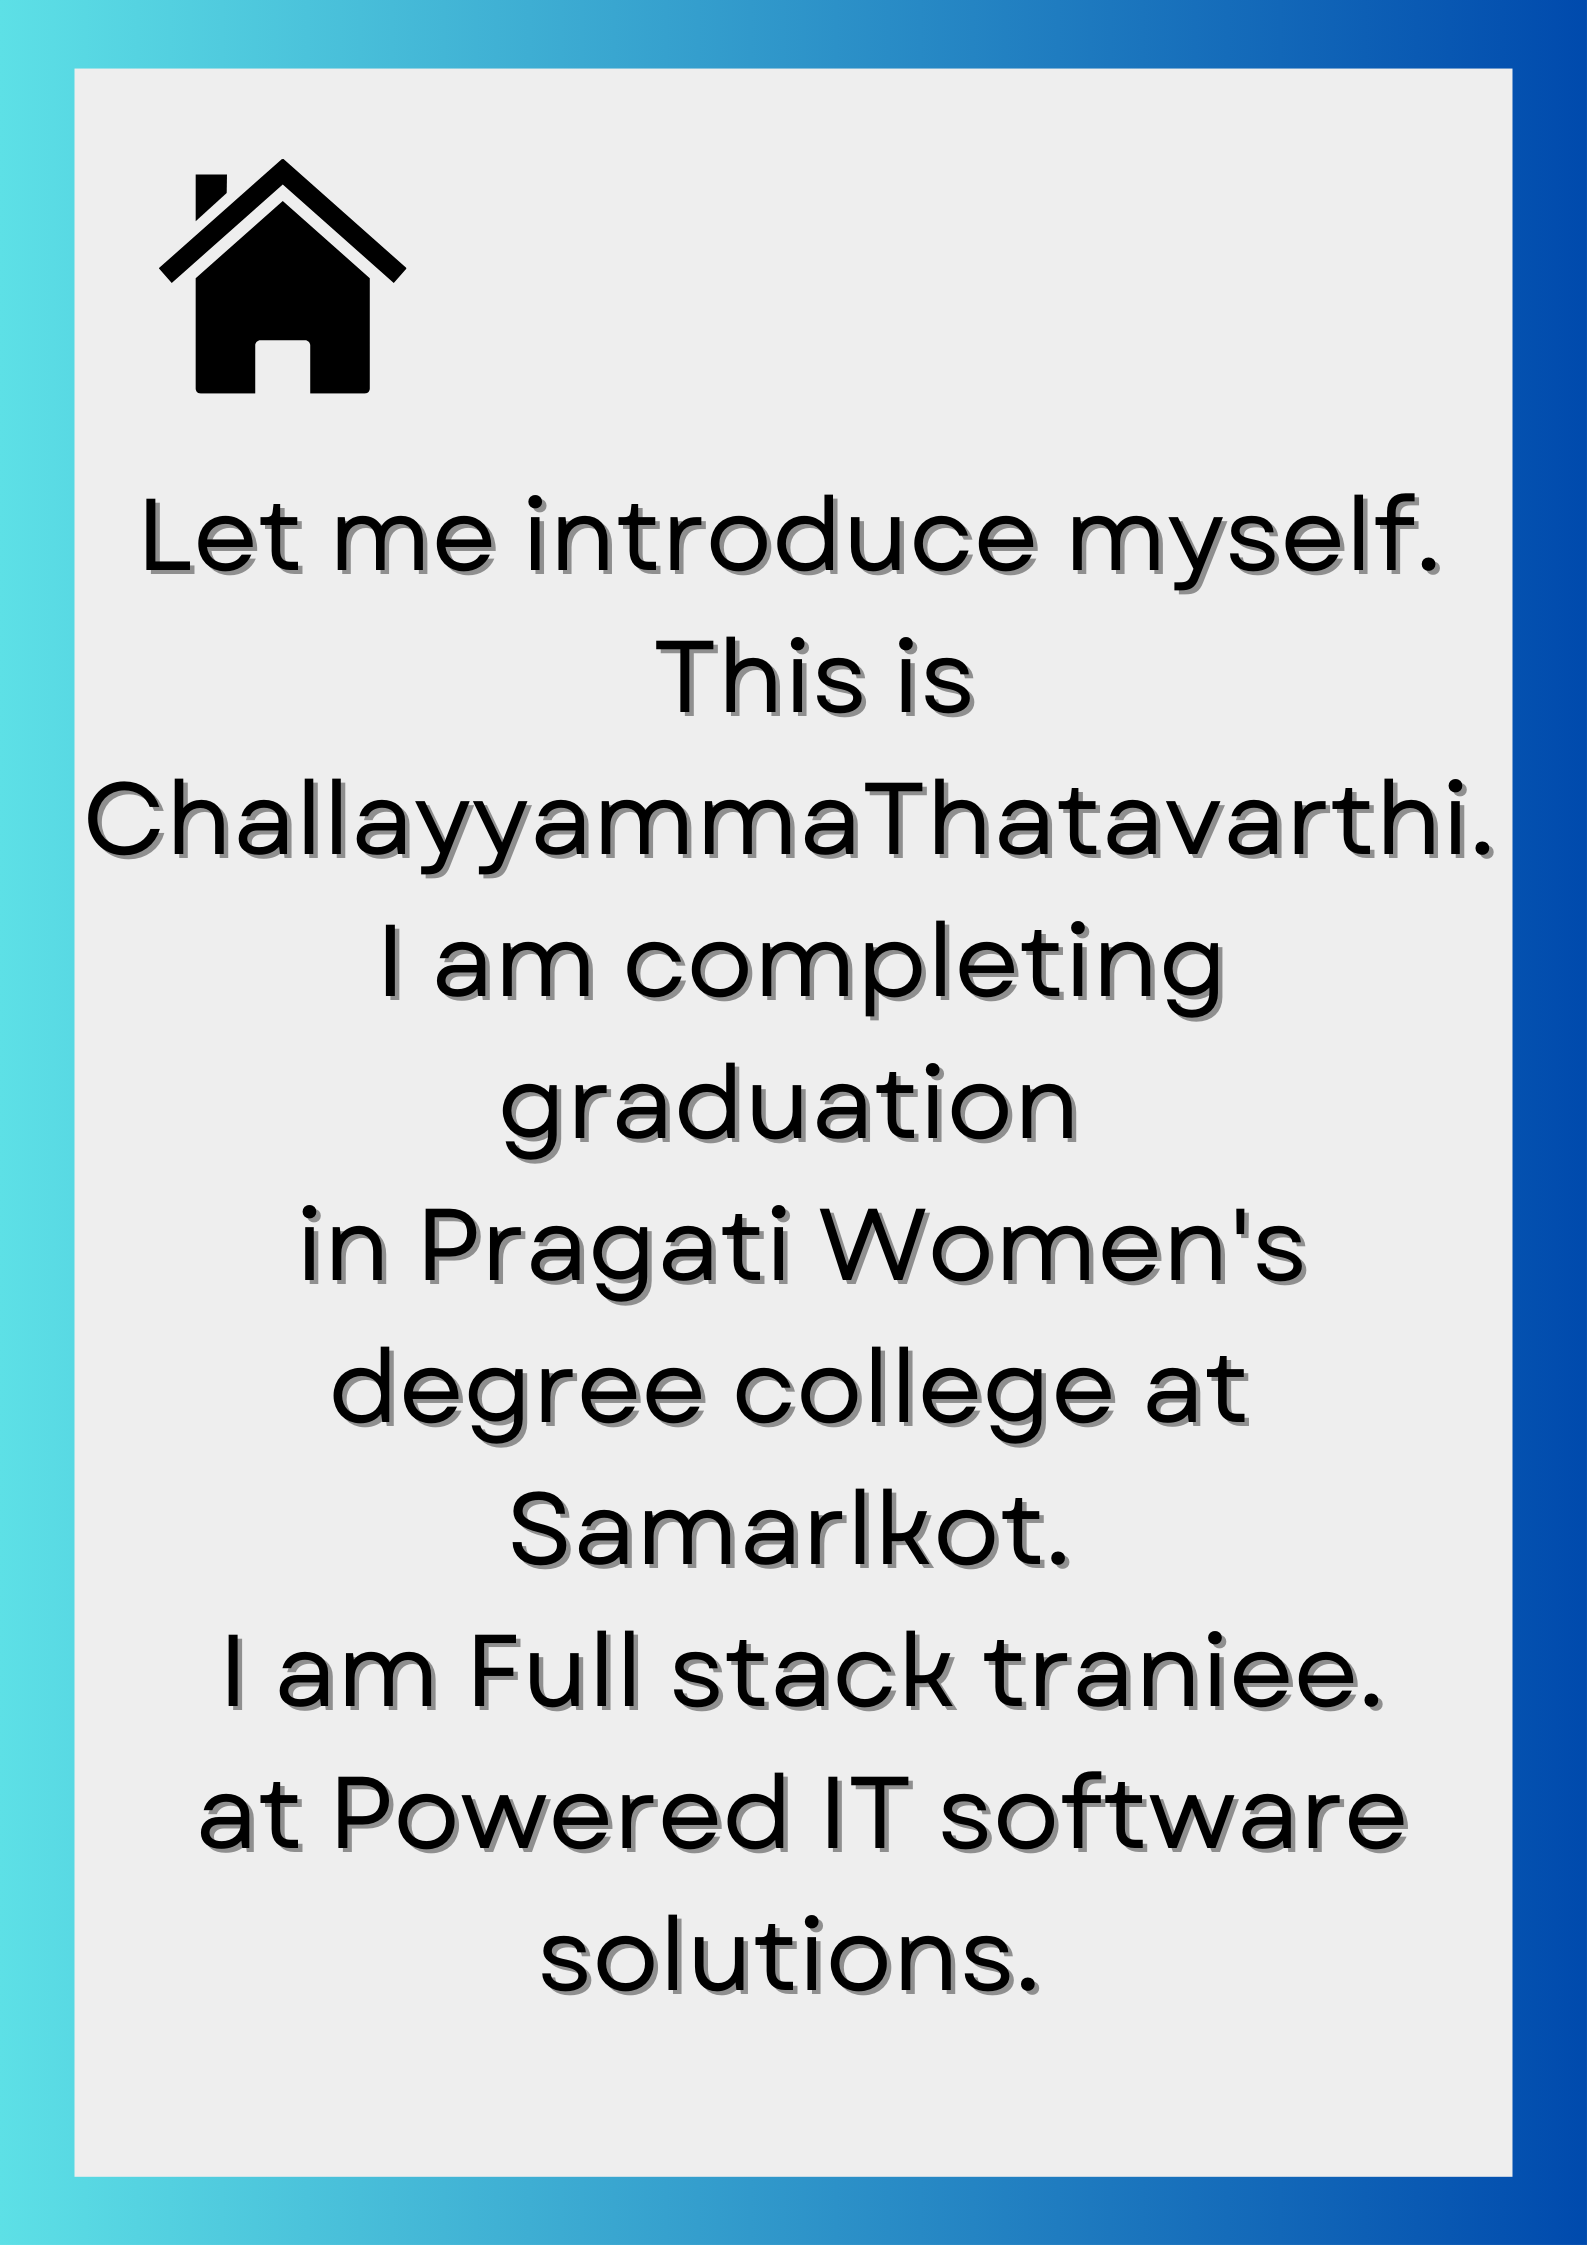 Let me introduce myself.
This is
ChallayyammaThatavarthi.
I am completing
graduation
in Pragati Women's
degree college at
Samarlkot.
I am Full stack traniee.
at Powered IT software
solutions.